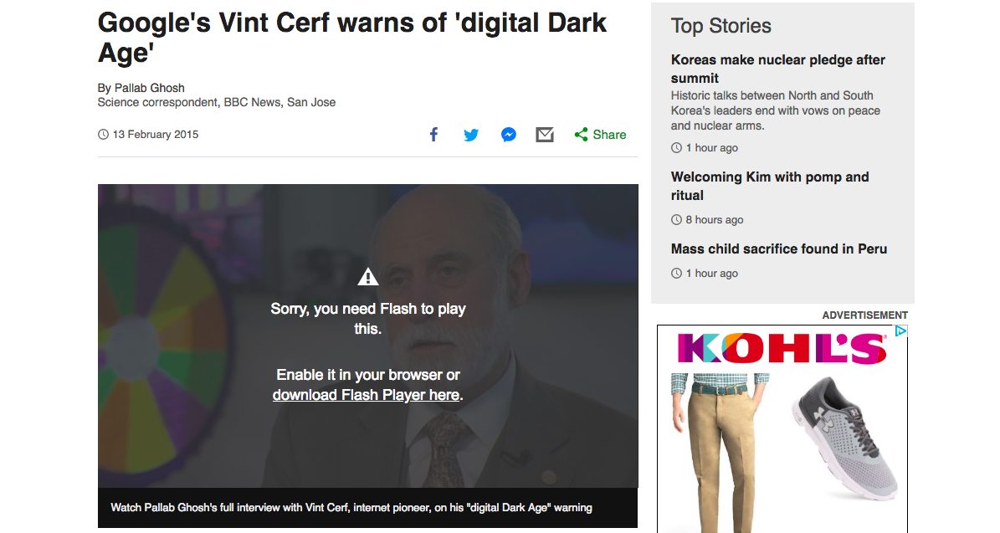 Google's Vint Cerf warns of 'digital Dark
Age'
By Pallab Ghosh
Science correspondent, BBC News, San Jose
13 February 2015
Share
Sorry, you need Flash to play
this.
Enable it in your browser or
download Flash Player here.
Watch Pallab Ghosh's full interview with Vint Cerf, internet pioneer, on his "digital Dark Age" warning
Top Stories
Koreas make nuclear pledge after
summit
Historic talks between North and South
Korea's leaders end with vows on peace
and nuclear arms.
1 hour ago
Welcoming Kim with pomp and
ritual
8 hours ago
Mass child sacrifice found in Peru
1 hour ago
ADVERTISEMENT
KOHL'S